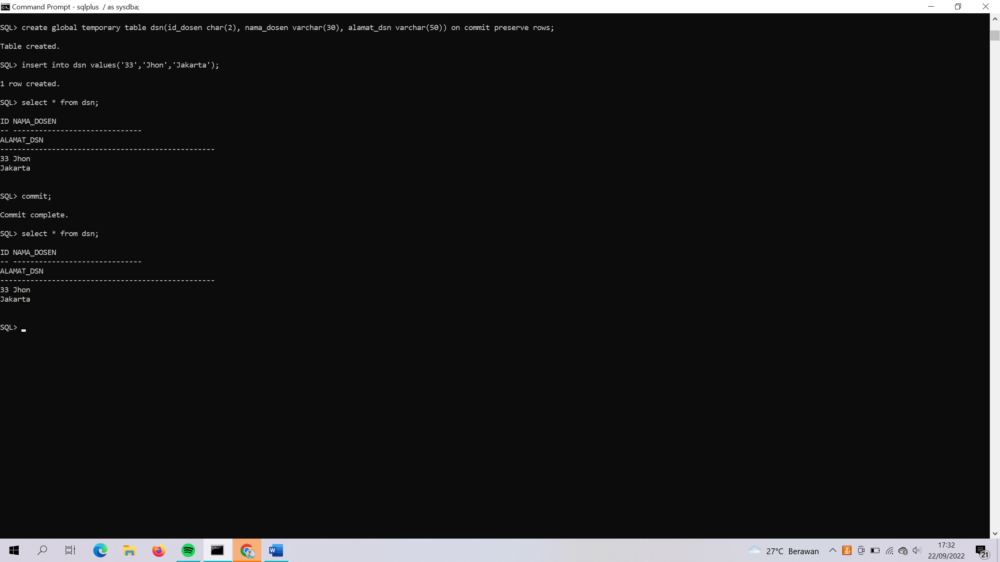 Command Prompt - sqlplus  / as sysdba;
SQL> create global temporary table dsn(id_dosen char(2), nama_dosen varchar(30), alamat_dsn varchar(50)) on commit preserve rows;
Table created.
SQL> insert into dsn values('33','Jhon','Jakarta');
1 row created.
SQL> select * from dsn;
ID NAMA_DOSEN
-- ------------------------------
ALAMAT_DSN
--------------------------------------------------
33 Jhon
Jakarta
SQL> commit;
Commit complete.
SQL> select * from dsn;
ID NAMA_DOSEN
-- ------------------------------
ALAMAT_DSN
--------------------------------------------------
33 Jhon
Jakarta
SQL>
27°C Berawan
17:32
22/09/2022
21